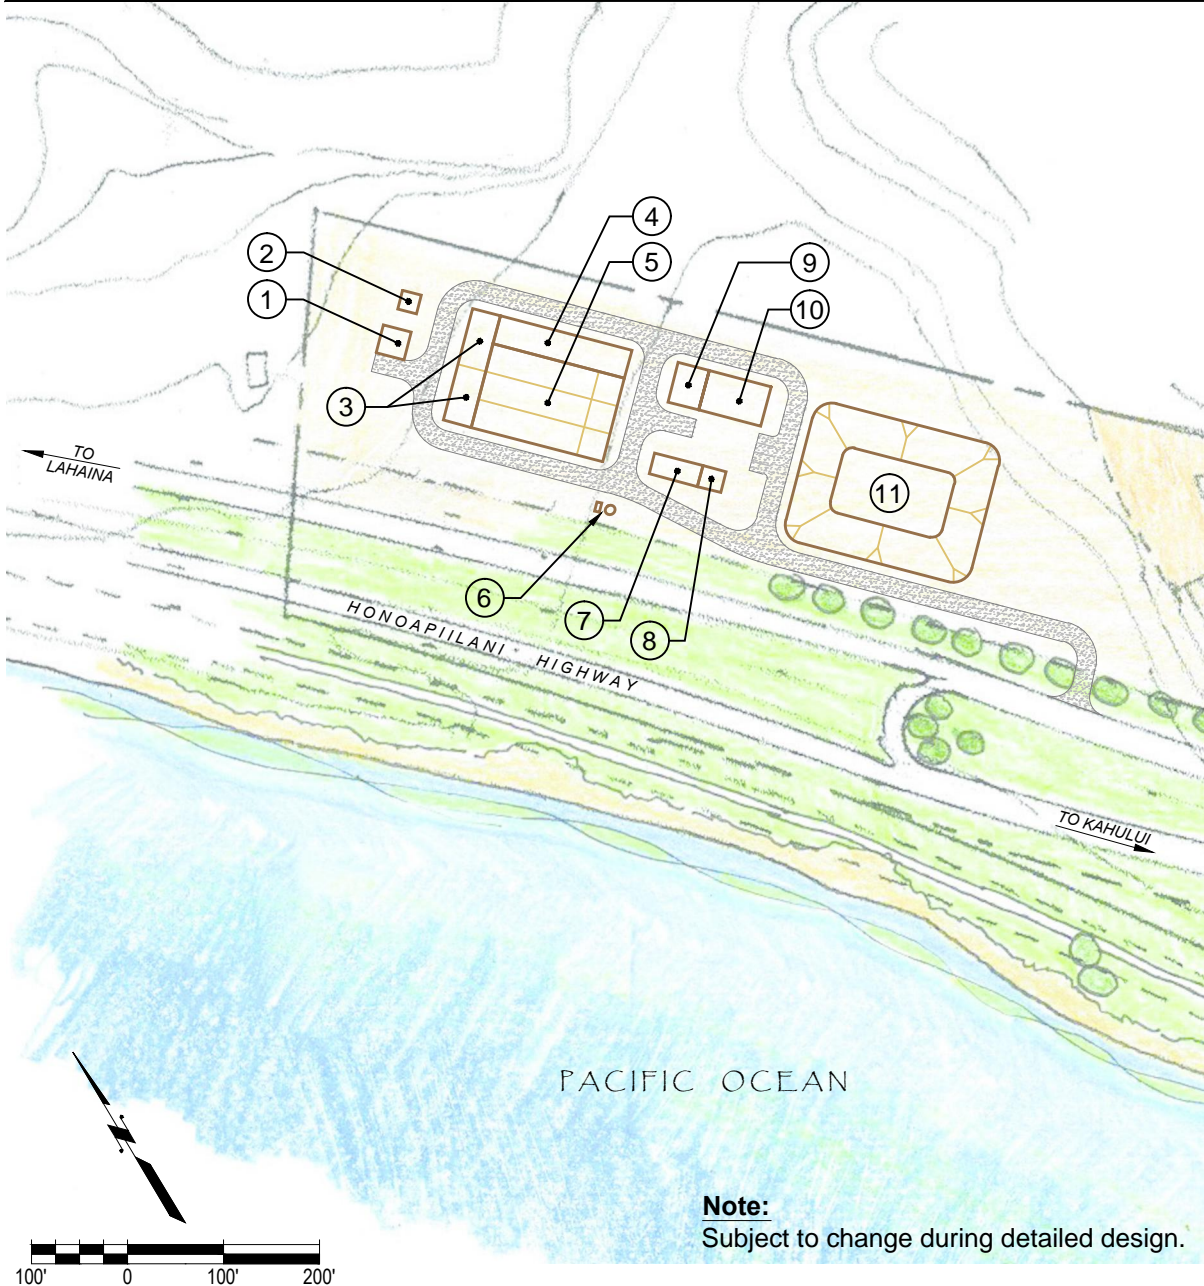 4
2
5
9
1
10
3
TO
LAHAINA
11
6
7
8
HONOAPIILANI HIGHWAY
TO KAHULUI
PACIFIC OCEAN
Note:
Subject to change during detailed design.
100' 0 100' 200'